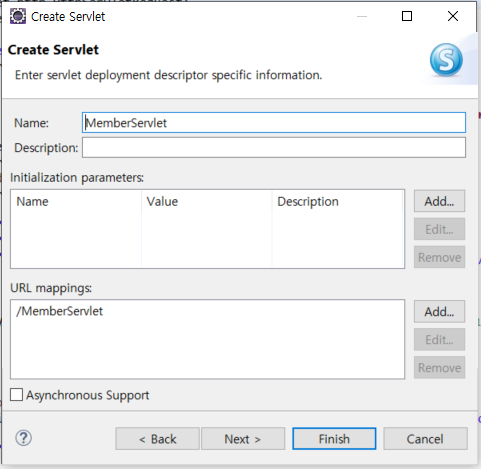 Create Servlet
Create Servlet
Enter servlet deployment descriptor specific information.
S
Name: MemberServlet
Description:
Initialization parameters:
Name Value Description
Add...
Edit...
Remove
URL mappings:
/MemberServlet
Add...
Edit...
Remove
Asynchronous Support
? < Back Next > Finish Cancel